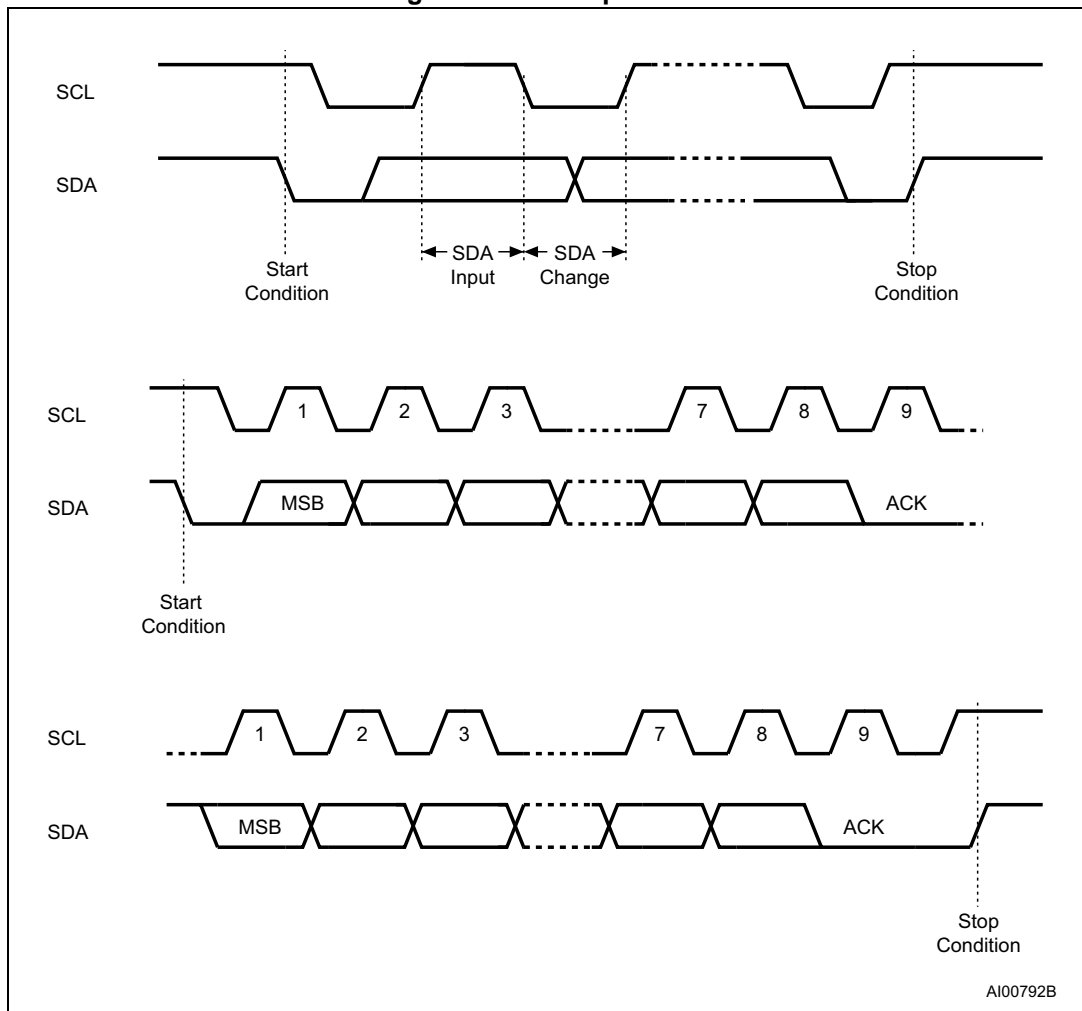 SCL
SDA
SDA Input
SDA Change
Start Condition
Stop Condition
SCL
1 2 3 7 8 9
SDA
MSB ACK
Start Condition
SCL
1 2 3 7 8 9
SDA
MSB ACK
Stop Condition
AI00792B